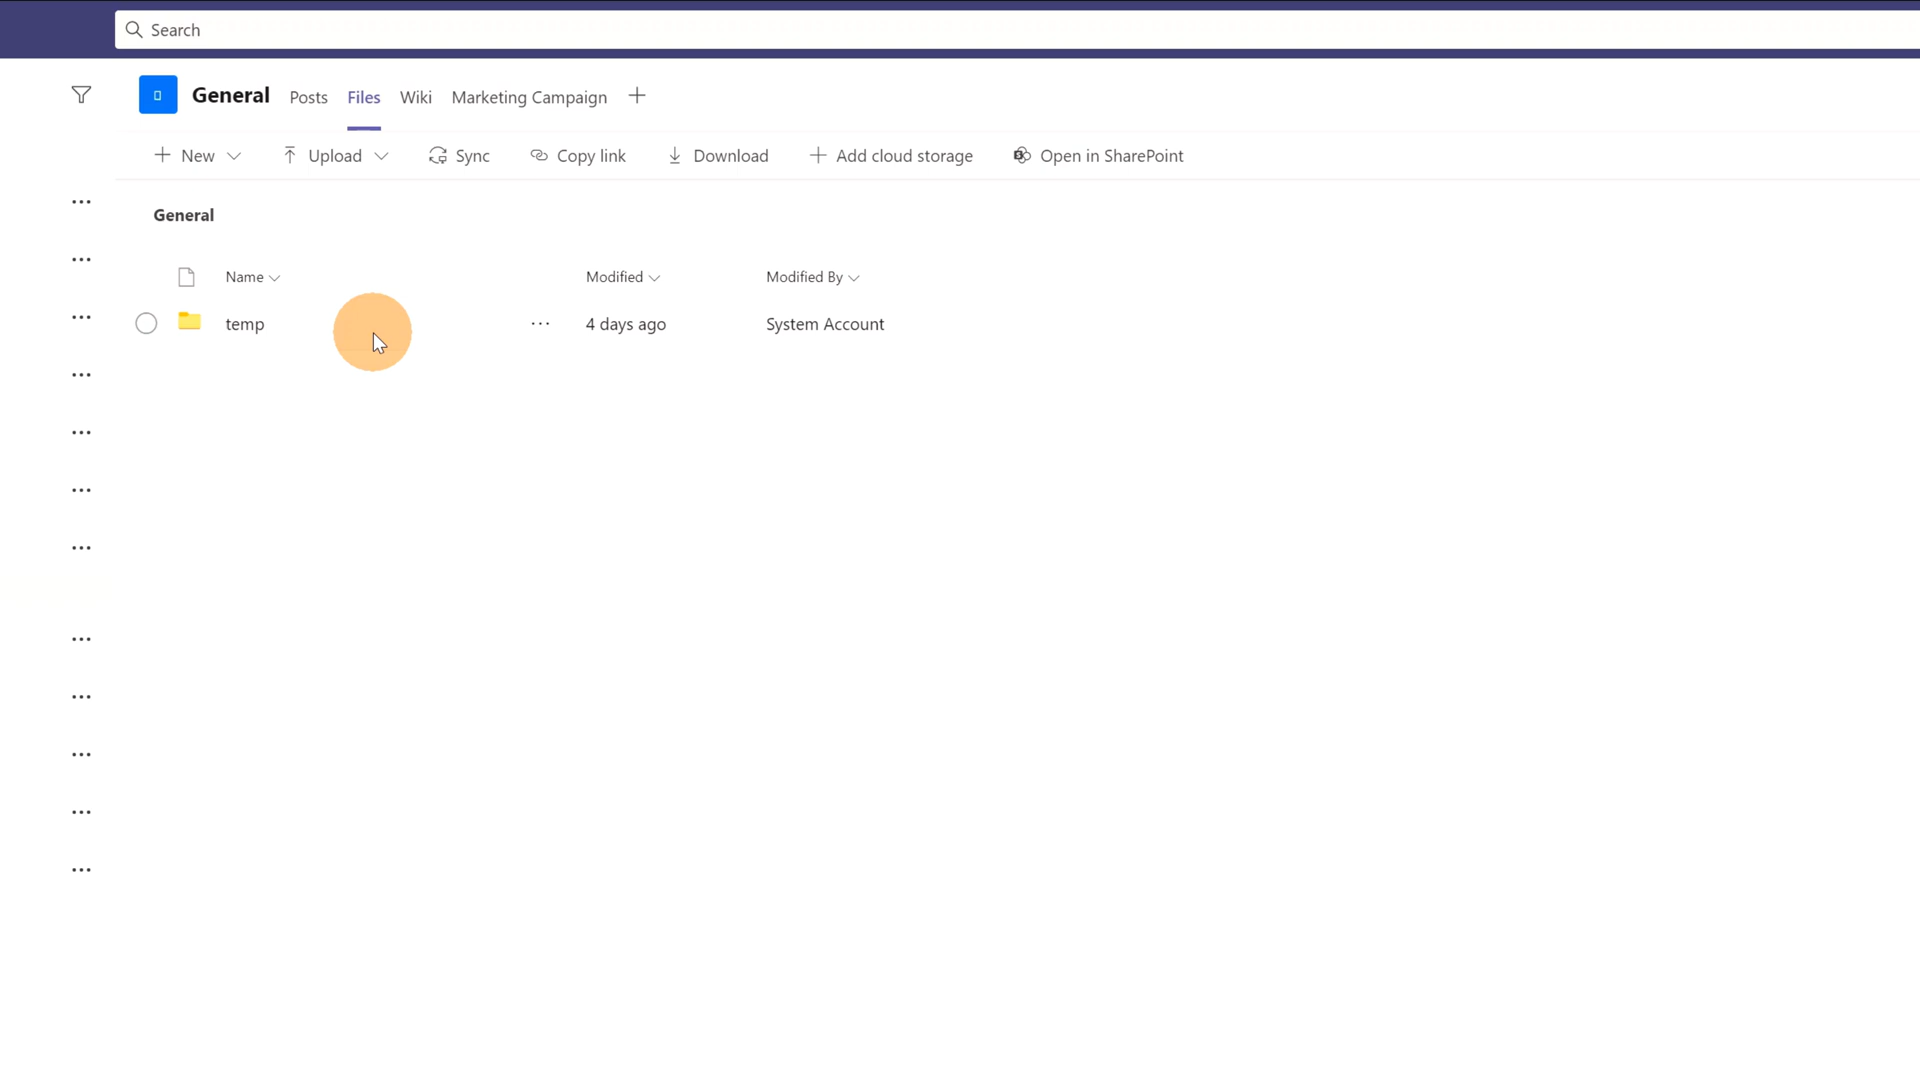 Search
General Posts Files Wiki Marketing Campaign
New Upload Sync Copy link Download Add cloud storage Open in SharePoint
General
Name Modified Modified By
temp 4 days ago System Account